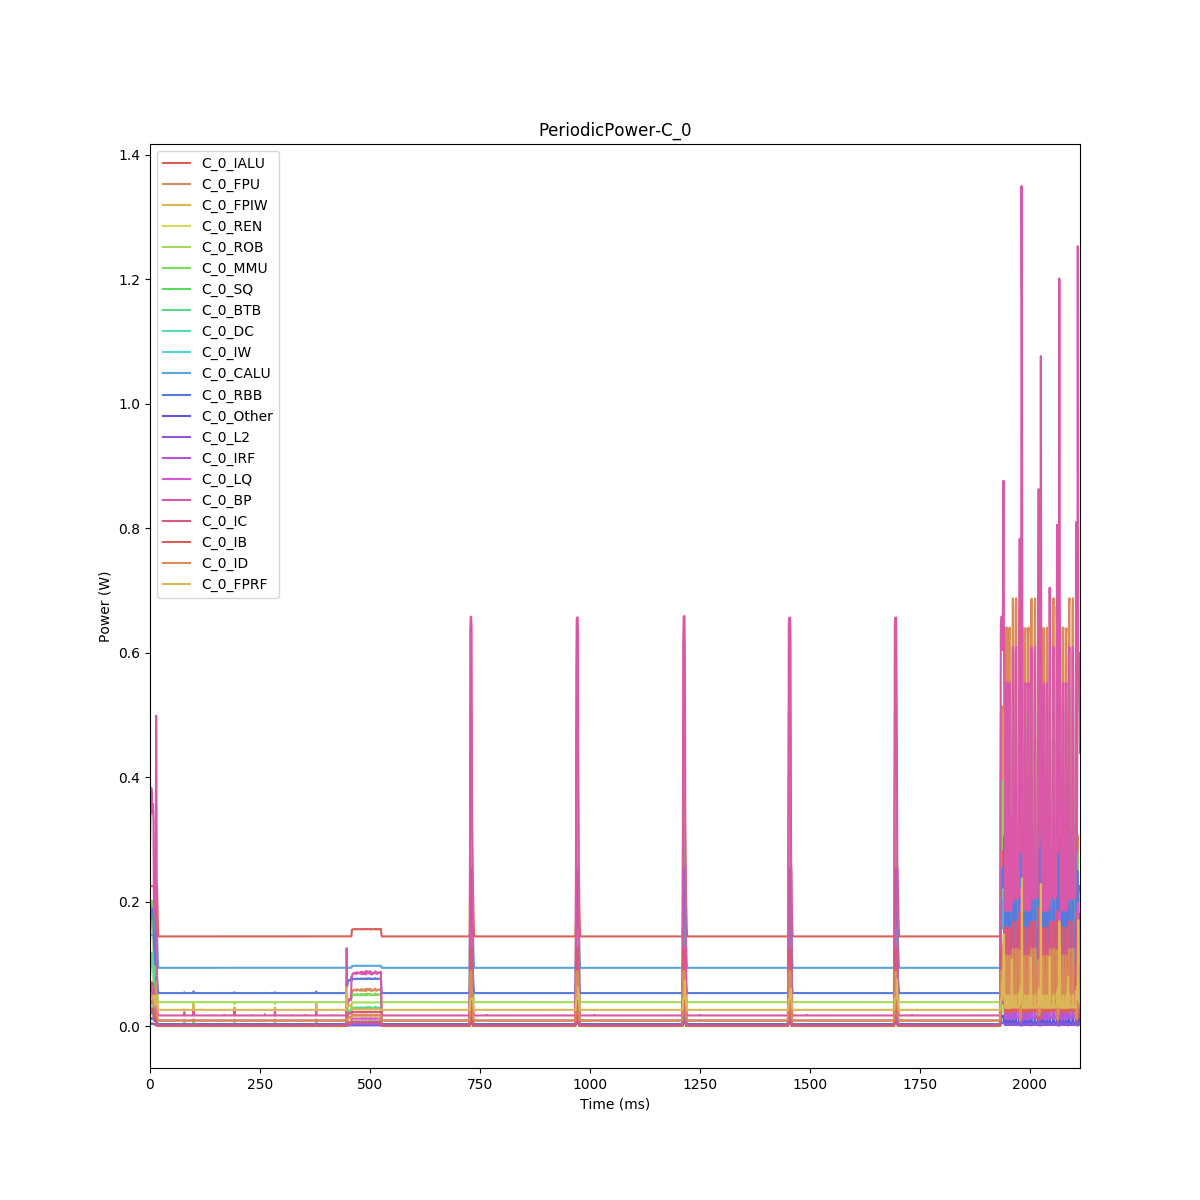 PeriodicPower-C_0
1.4
1.2
1.0
0.8
0.6
0.4
0.2
0.0
Power (W)
C_0_IALU
C_0_FPU
C_0_FPIW
C_0_REN
C_0_ROB
C_0_MMU
C_0_SQ
C_0_BTB
C_0_DC
C_0_IW
C_0_CALU
C_0_RBB
C_0_Other
C_0_L2
C_0_IRF
C_0_LQ
C_0_BP
C_0_IC
C_0_IB
C_0_ID
C_0_FPRF
0 250 500 750 1000 1250 1500 1750 2000
Time (ms)